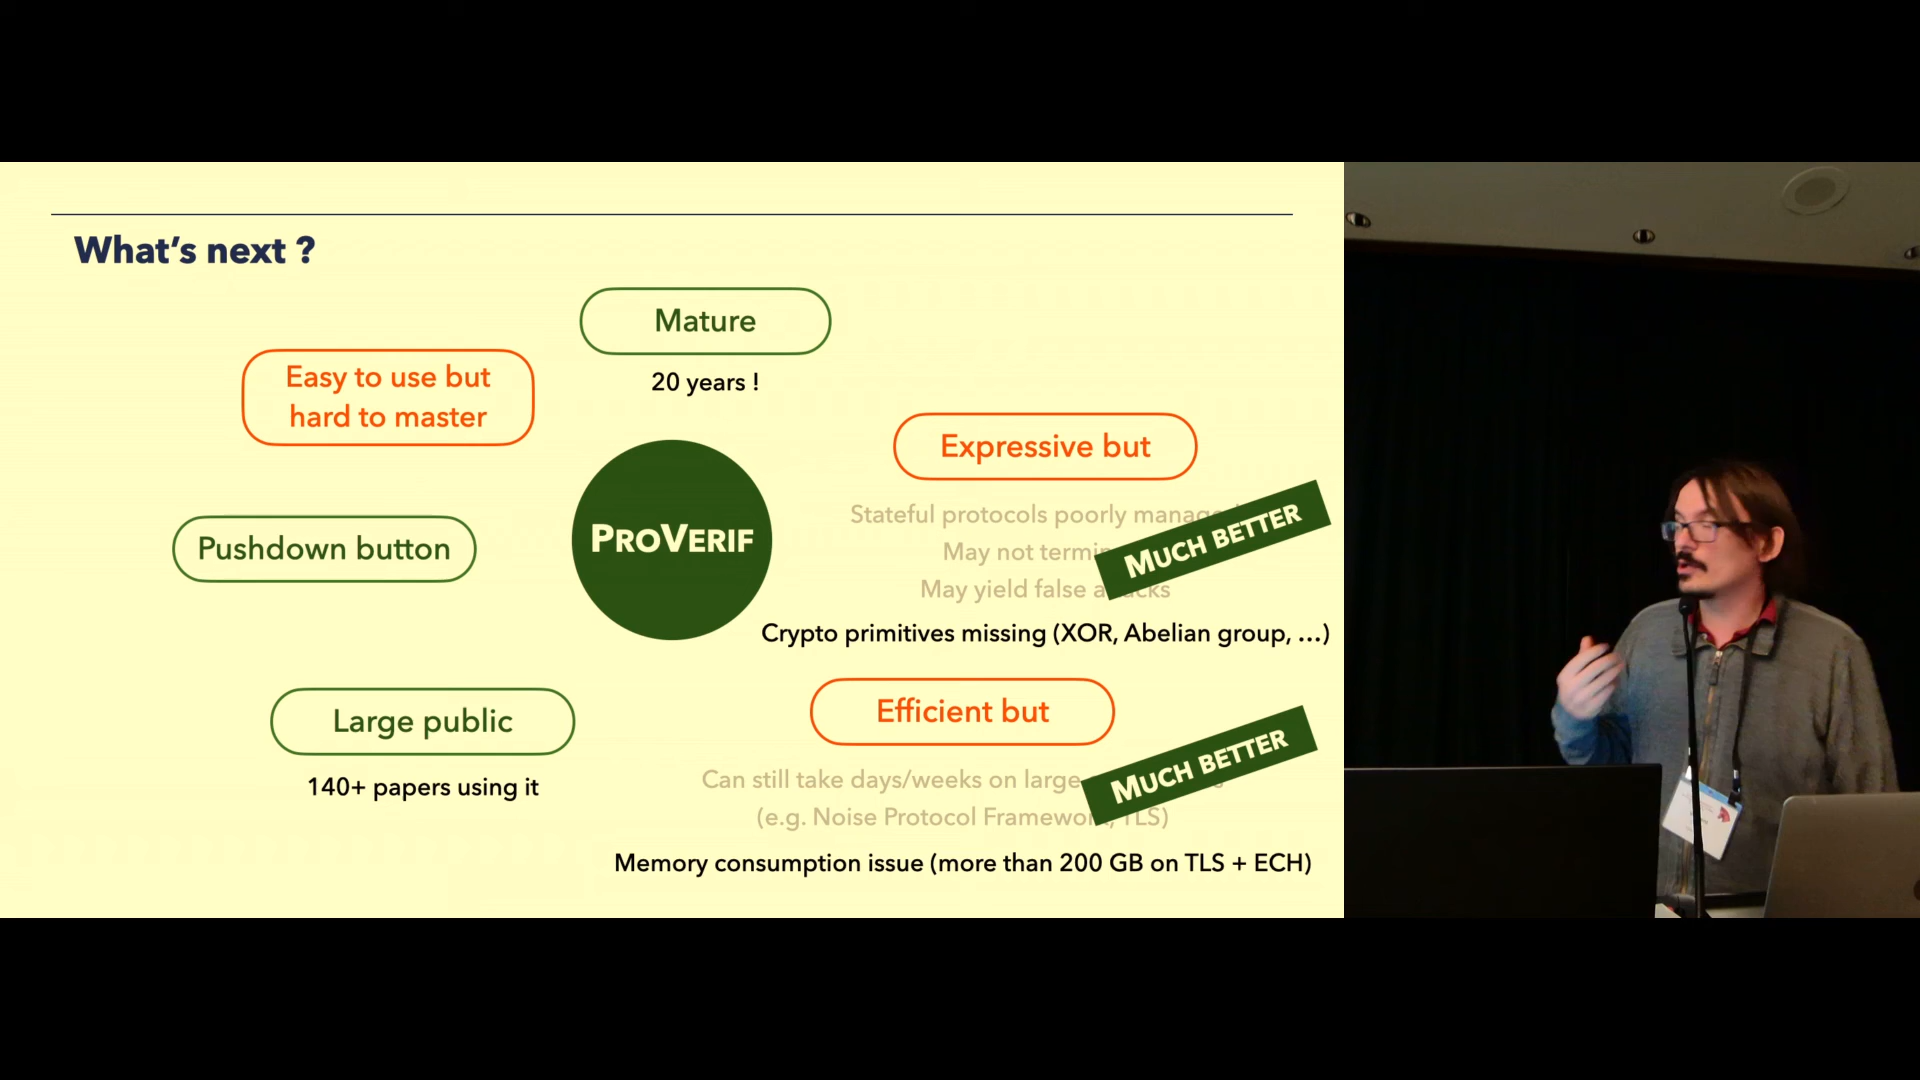 What's next ?
Mature
20 years !
Easy to use but
hard to master
Expressive but
Stateful protocols poorly
May not
May yield false
MUCH BETTER
Crypto primitives missing (XOR, Abelian group, ...)
PROVERIF
Pushdown button
Large public
140+ papers using it
Efficient but
Can still take days/weeks on large
(e.g. Noise Protocol Framework, TLS)
MUCH BETTER
Memory consumption issue (more than 200 GB on TLS + ECH)